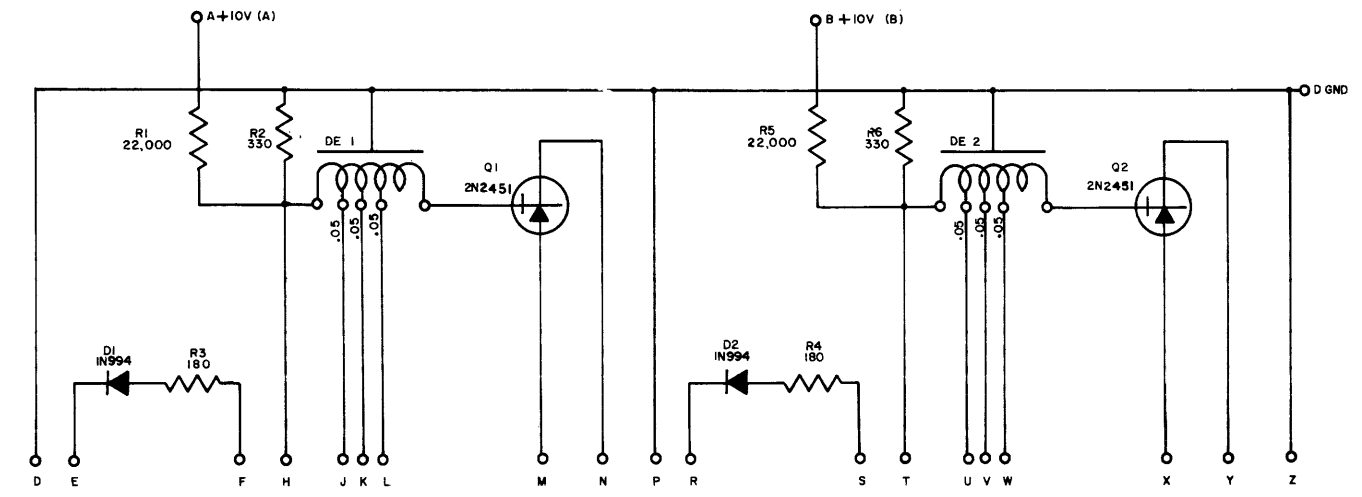 A+10V (A)
B+10V (B)
D GND
R1
22,000
R2
330
DE 1
Q1
2N2451
R5
22,000
R6
330
DE 2
Q2
2N2451
.05
.05
.05
.05
.05
.05
D1
1N994
R3
180
D2
1N994
R4
180
D E F H J K L M N P R S T U V W X Y Z